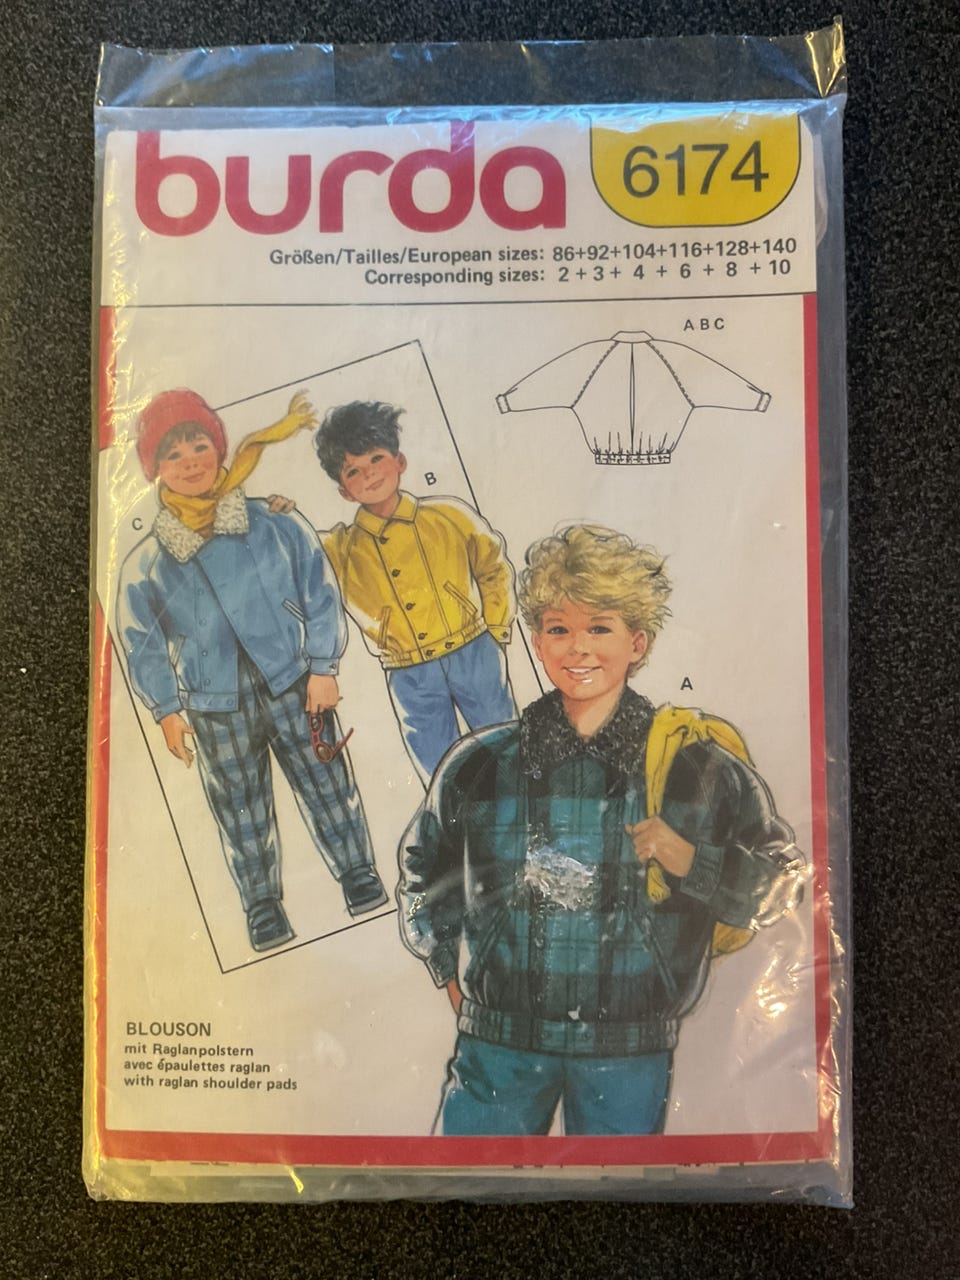 burda
6174
Größen/Tailles/European sizes: 86+92+104+116+128+140
Corresponding sizes: 2 + 3 + 4 + 6 + 8 + 10
A B C
B
C
A
BLOUSON
mit Raglanpolstern
avec épaulettes raglan
with raglan shoulder pads